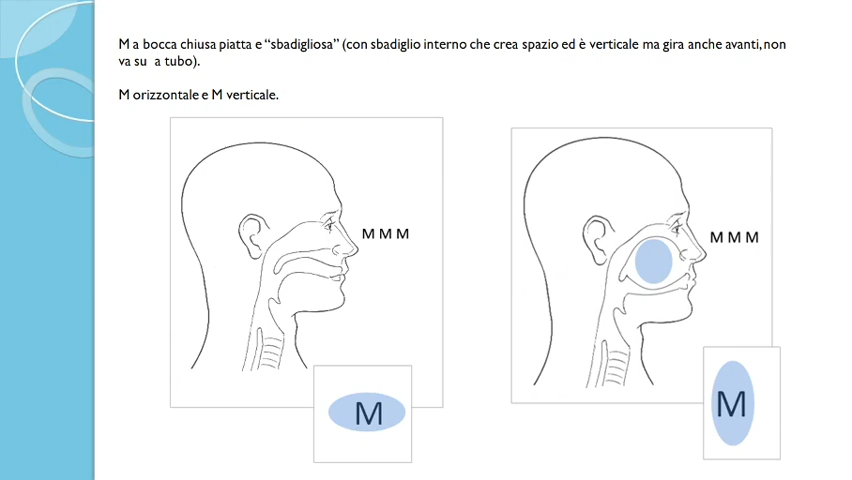 M a bocca chiusa piatta e “sbadigliosa” (con sbadiglio interno che crea spazio ed è verticale ma gira anche avanti, non
va su a tubo).
M orizzontale e M verticale.
M M M
M M M
M
M